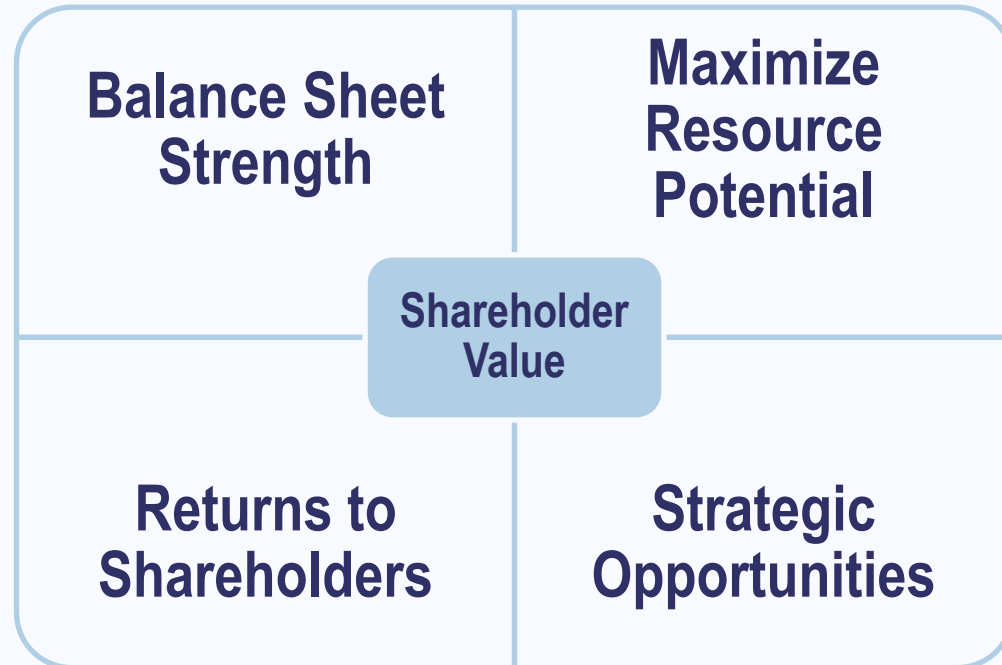 Balance Sheet
Strength
Maximize
Resource
Potential
Shareholder
Value
Returns to
Shareholders
Strategic
Opportunities